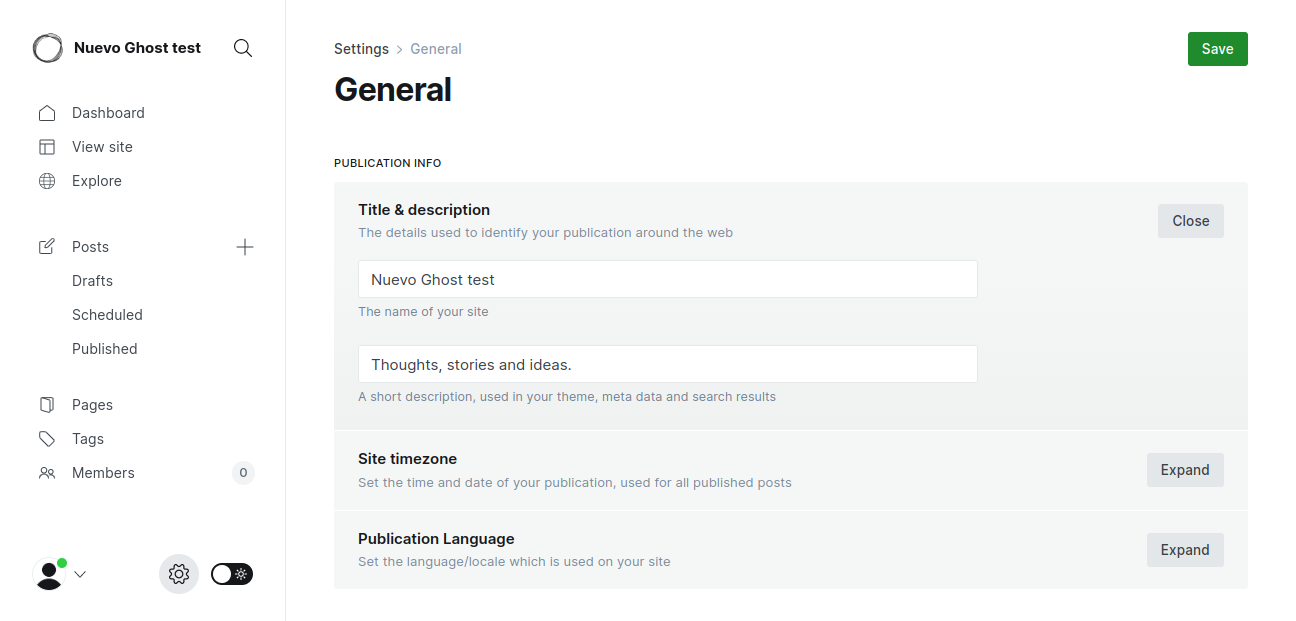 Nuevo Ghost test
Dashboard
View site
Explore
Posts
Drafts
Scheduled
Published
Pages
Tags
Members 0
Settings > General
Save
General
PUBLICATION INFO
Title & description
The details used to identify your publication around the web
Close
Nuevo Ghost test
The name of your site
Thoughts, stories and ideas.
A short description, used in your theme, meta data and search results
Site timezone
Set the time and date of your publication, used for all published posts
Expand
Publication Language
Set the language/locale which is used on your site
Expand